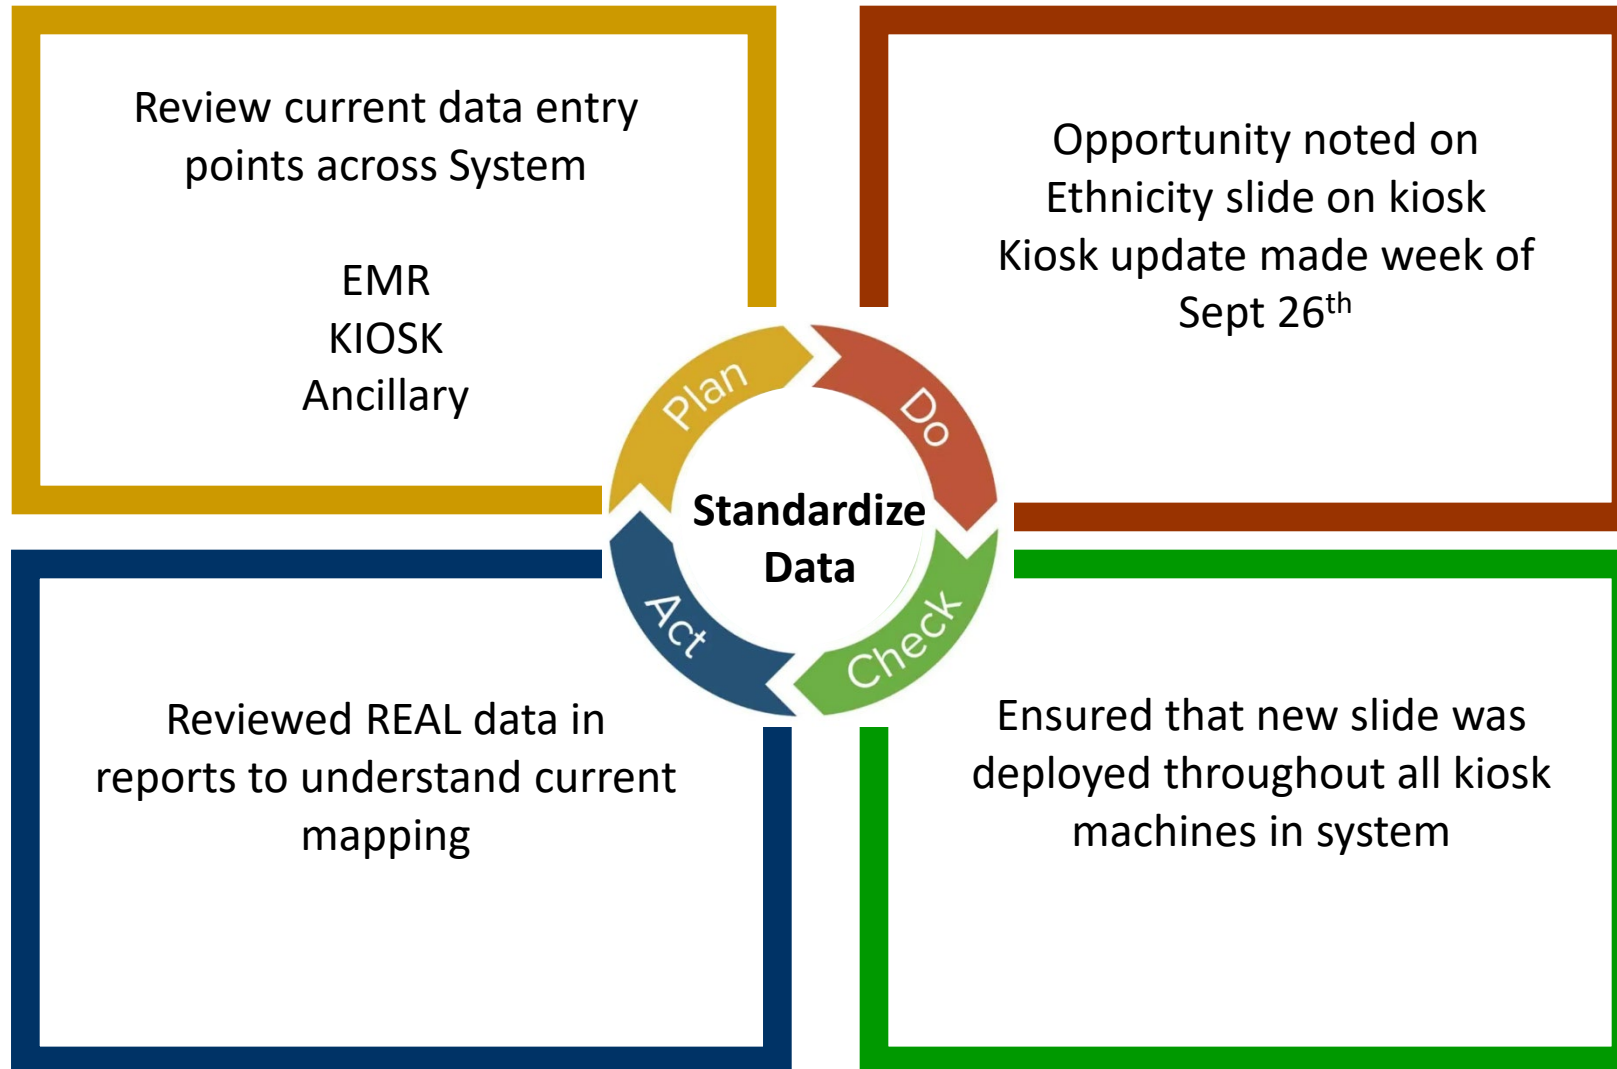 Review current data entry
points across System
EMR
KIOSK
Ancillary
Opportunity noted on
Ethnicity slide on kiosk
Kiosk update made week of
Sept 26th
Plan
Do
Standardize
Data
Act
Check
Reviewed REAL data in
reports to understand current
mapping
Ensured that new slide was
deployed throughout all kiosk
machines in system